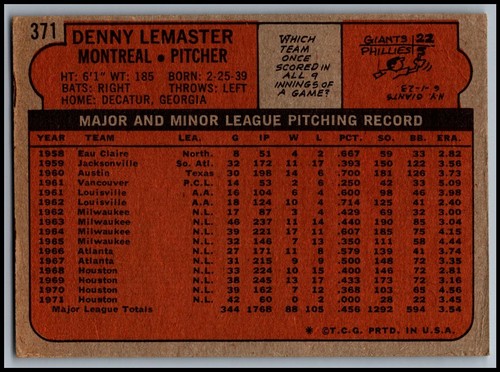 371
DENNY LEMASTER
MONTREAL • PITCHER
HT: 6'1" WT: 185 BORN: 2-25-39
BATS: RIGHT THROWS: LEFT
HOME: DECATUR, GEORGIA
WHICH
TEAM
ONCE
SCORED IN
ALL 9
INNINGS OF
A GAME?
GIANTS 22
PHILLIES
N.Y. GIANTS
6-1-23
MAJOR AND MINOR LEAGUE PITCHING RECORD
YEAR TEAM LEA. G IP W L PCT. SO. BB. ERA.
1958 Eau Claire North. 8 51 4 2 .667 59 33 2.82
1959 Jacksonville So. Atl. 32 172 11 17 .393 150 122 3.56
1960 Austin Texas 30 198 14 6 .700 181 126 3.73
1961 Vancouver P.C.L. 14 53 2 6 42 33 5.09
1961 Louisville A.A. 16 104 6 4 .600 98 46 3.98
1962 Louisville A.A. 18 124 10 4 .714 112 61 2.40
1962 Milwaukee N.L. 17 87 3 4 .429 69 32 3.00
1963 Milwaukee N.L. 46 237 11 14 .440 190 85 3.04
1964 Milwaukee N.L. 39 221 17 11 .607 185 75 4.15
1965 Milwaukee N.L. 32 146 7 13 .350 111 58 4.44
1966 Atlanta N.L. 27 171 11 8 .579 139 41 3.74
1967 Atlanta N.L. 31 215 9 9 .500 148 72 3.35
1968 Houston N.L. 33 224 10 15 .400 146 72 2.81
1969 Houston N.L. 38 245 13 17 .433 173 72 3.16
1970 Houston N.L. 39 162 7 12 .368 103 65 4.56
1971 Houston N.L. 42 60 0 2 .000 28 22 3.45
Major League Totals 344 1768 88 105 .456 1292 594 3.54
© T.C.G. PRTD. IN U.S.A.